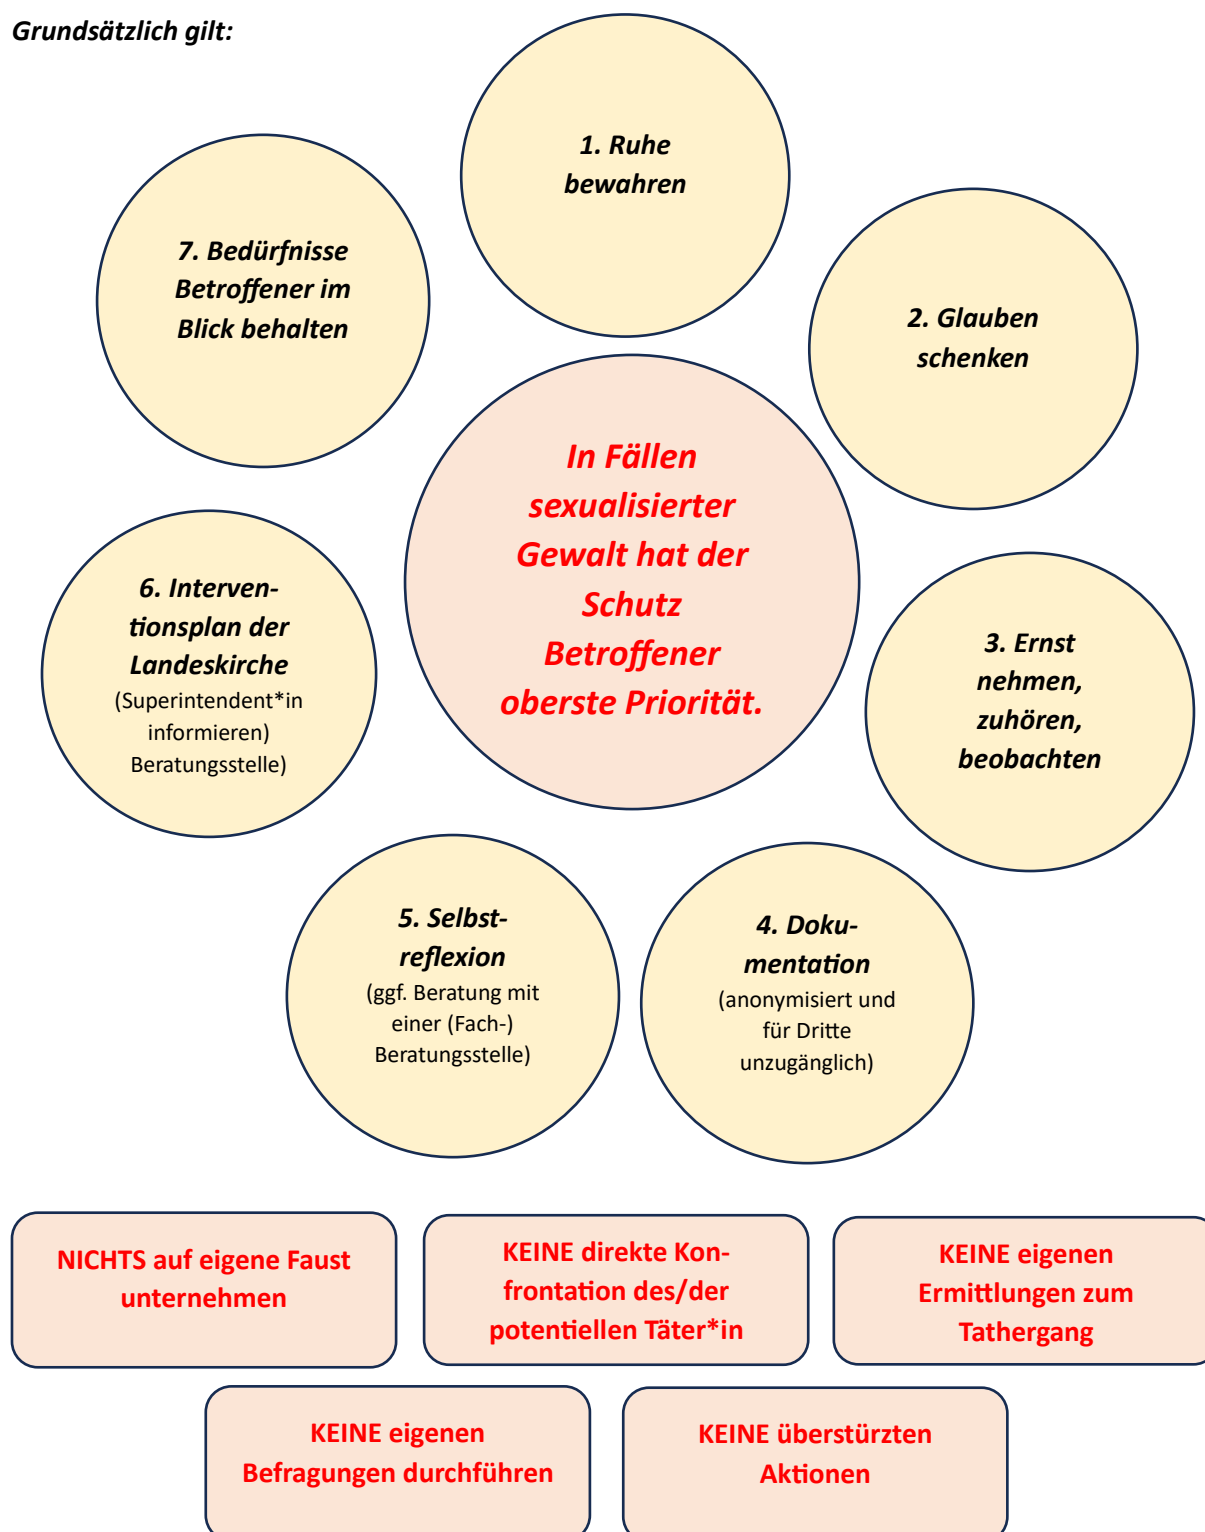 Grundsätzlich gilt:
1. Ruhe
bewahren
2. Glauben
schenken
3. Ernst
nehmen,
zuhören,
beobachten
4. Doku-
mentation
(anonymisiert und
für Dritte
unzugänglich)
5. Selbst-
reflexion
(ggf. Beratung mit
einer (Fach-)
Beratungsstelle)
6. Interven-
tionsplan der
Landeskirche
(Superintendent*in
informieren)
Beratungsstelle)
7. Bedürfnisse
Betroffener im
Blick behalten
In Fällen
sexualisierter
Gewalt hat der
Schutz
Betroffener
oberste Priorität.
NICHTS auf eigene Faust
unternehmen
KEINE direkte Kon-
frontation des/der
potentiellen Täter*in
KEINE eigenen
Ermittlungen zum
Tathergang
KEINE eigenen
Befragungen durchführen
KEINE überstürzten
Aktionen